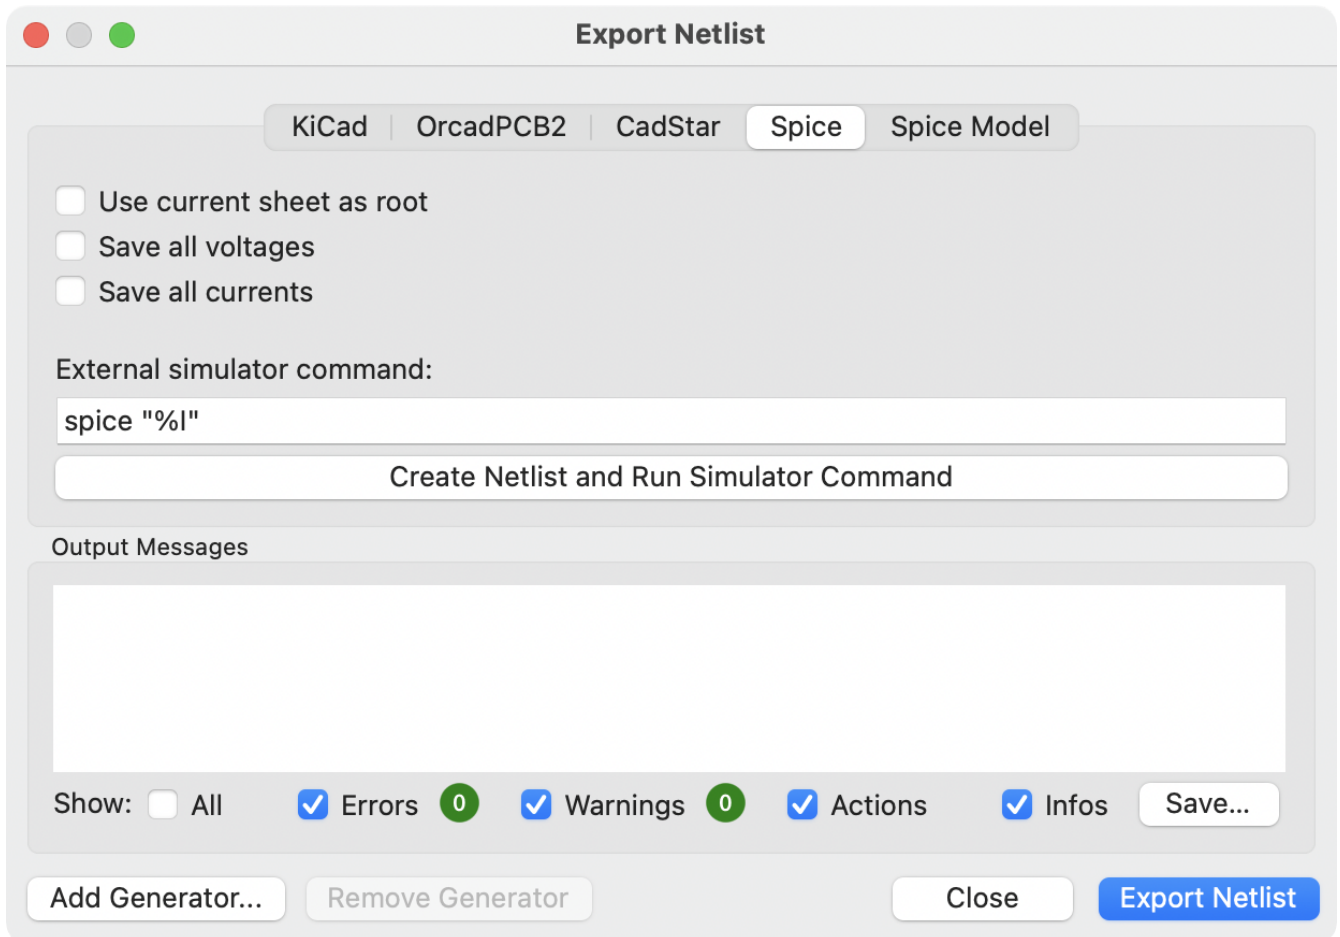 Export Netlist
KiCad OrcadPCB2 CadStar Spice Spice Model
Use current sheet as root
Save all voltages
Save all currents
External simulator command:
spice "%I"
Create Netlist and Run Simulator Command
Output Messages
Show: All Errors 0 Warnings 0 Actions Infos Save...
Add Generator... Remove Generator Close Export Netlist